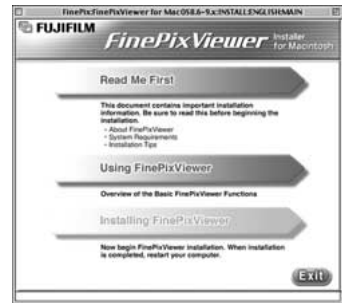 FinePix:FinePixViewer for MacOS8.6-9.x:INSTALL:ENGLISH:MAIN
FUJIFILM
FinePixViewer Installer for Macintosh
Read Me First
This document contains important installation
information. Be sure to read this before beginning the
installation.
- About FinePixViewer
- System Requirements
- Installation Tips
Using FinePixViewer
Overview of the Basic FinePixViewer Functions
Installing FinePixViewer
Now begin FinePixViewer installation. When installation
is completed, restart your computer.
Exit